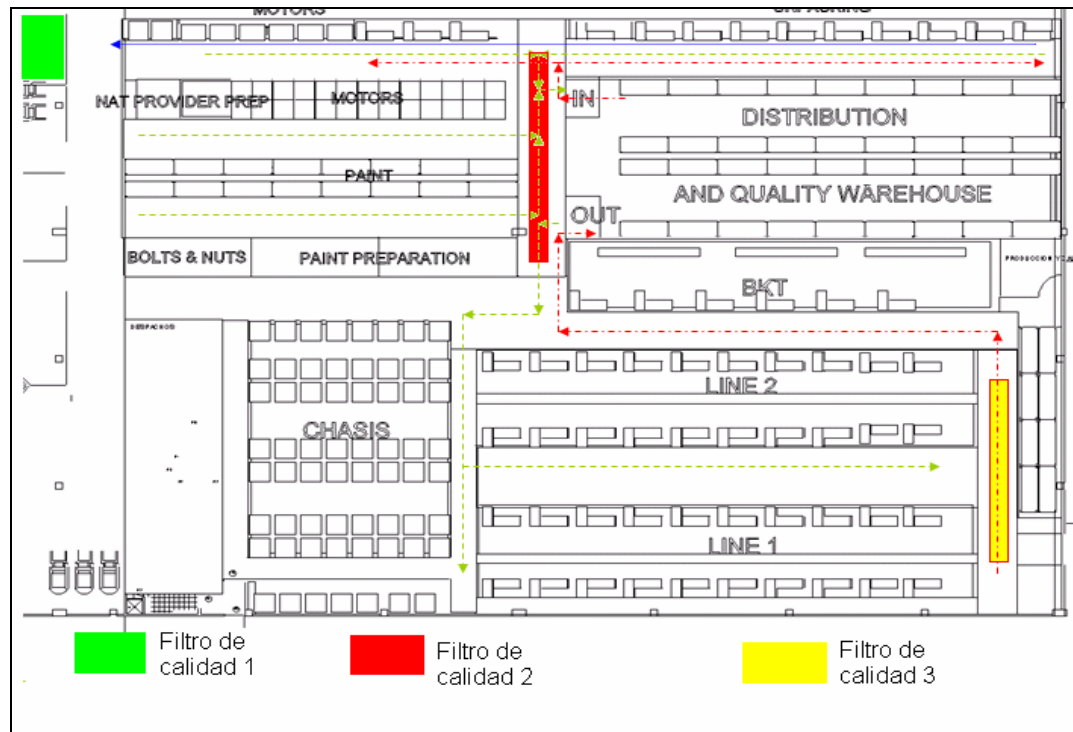 MOTORS
NAT PROVIDER PREP
MOTORS
IN
DISTRIBUTION
PAINT
AND QUALITY WAREHOUSE
OUT
BOLTS & NUTS
PAINT PREPARATION
BKT
DESPACHOS
LINE 2
CHASIS
LINE 1
Filtro de
calidad 1
Filtro de
calidad 2
Filtro de
calidad 3